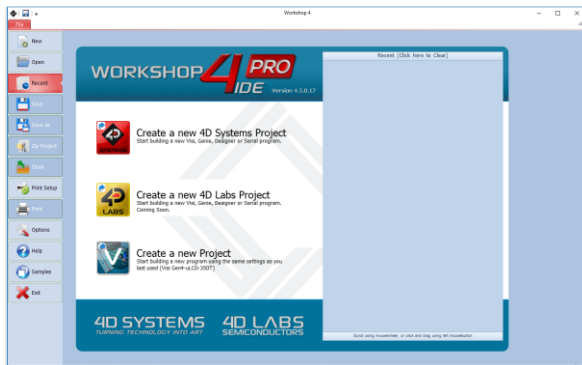 Workshop 4
File
New
Open
Recent
Save
Save As
Zip Project
Close
Print Setup
Print
Options
Help
Samples
Exit
WORKSHOP 4 PRO
IDE Version 4.5.0.17
Recent (Click here to Clear)
Create a new 4D Systems Project
Start building a new Visi, Genie, Designer or Serial program.
SYSTEMS
Create a new 4D Labs Project
Start building a new Visi, Genie, Designer or Serial program.
Coming Soon.
LABS
Create a new Project
Start building a new program using the same settings as you
last used (Visi Gen4-uLCD-35DT)
4D SYSTEMS
TURNING TECHNOLOGY INTO ART
4D LABS
SEMICONDUCTORS
Scroll using mousewheel, or click and drag using left mousebutton